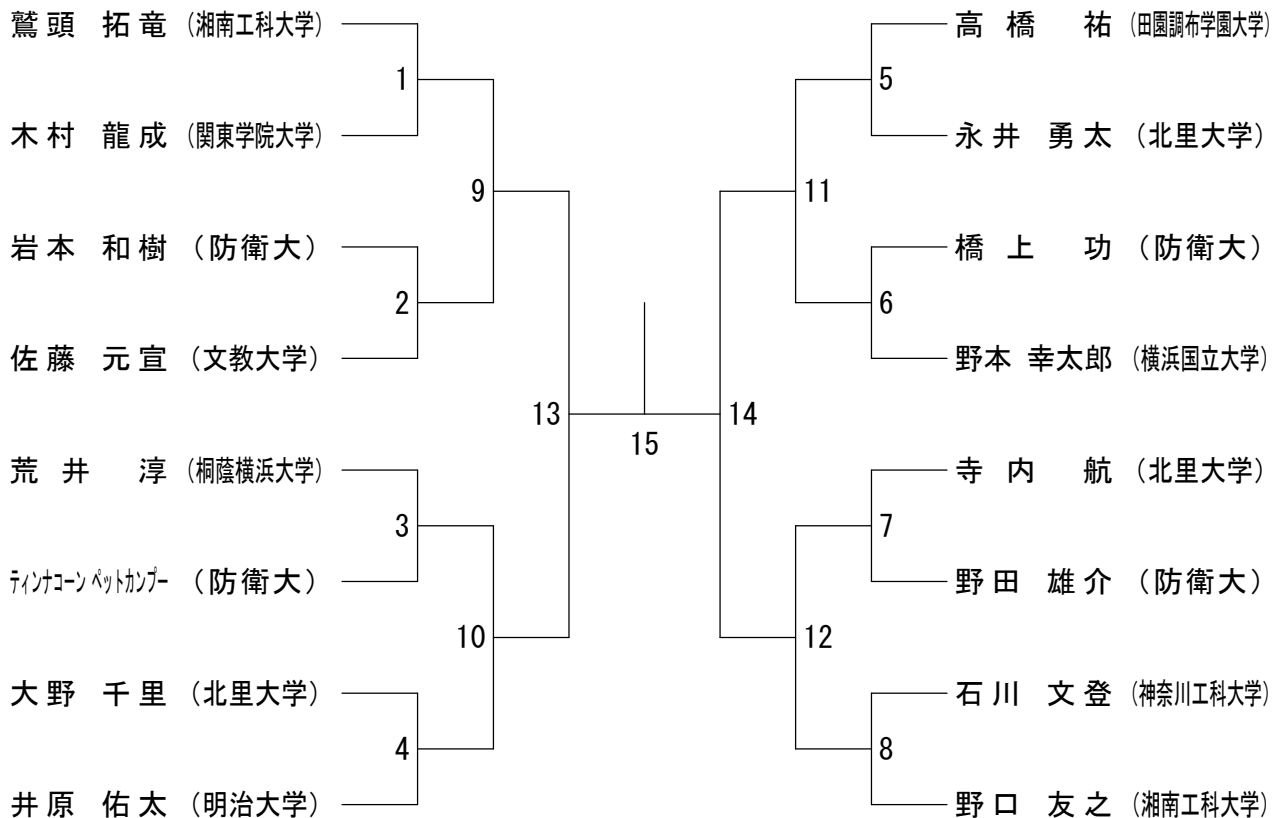 鷲頭 拓竜 (湘南工科大学)
1
木村 龍成 (関東学院大学)
9
岩本 和樹 (防衛大)
2
佐藤 元宣 (文教大学)
13
荒井 淳 (桐蔭横浜大学)
3
ティンナコーン ペットカンプー (防衛大)
10
大野 千里 (北里大学)
4
井原 佑太 (明治大学)
15
高橋 祐 (田園調布学園大学)
5
永井 勇太 (北里大学)
11
橋上 功 (防衛大)
6
野本 幸太郎 (横浜国立大学)
14
寺内 航 (北里大学)
7
野田 雄介 (防衛大)
12
石川 文登 (神奈川工科大学)
8
野口 友之 (湘南工科大学)